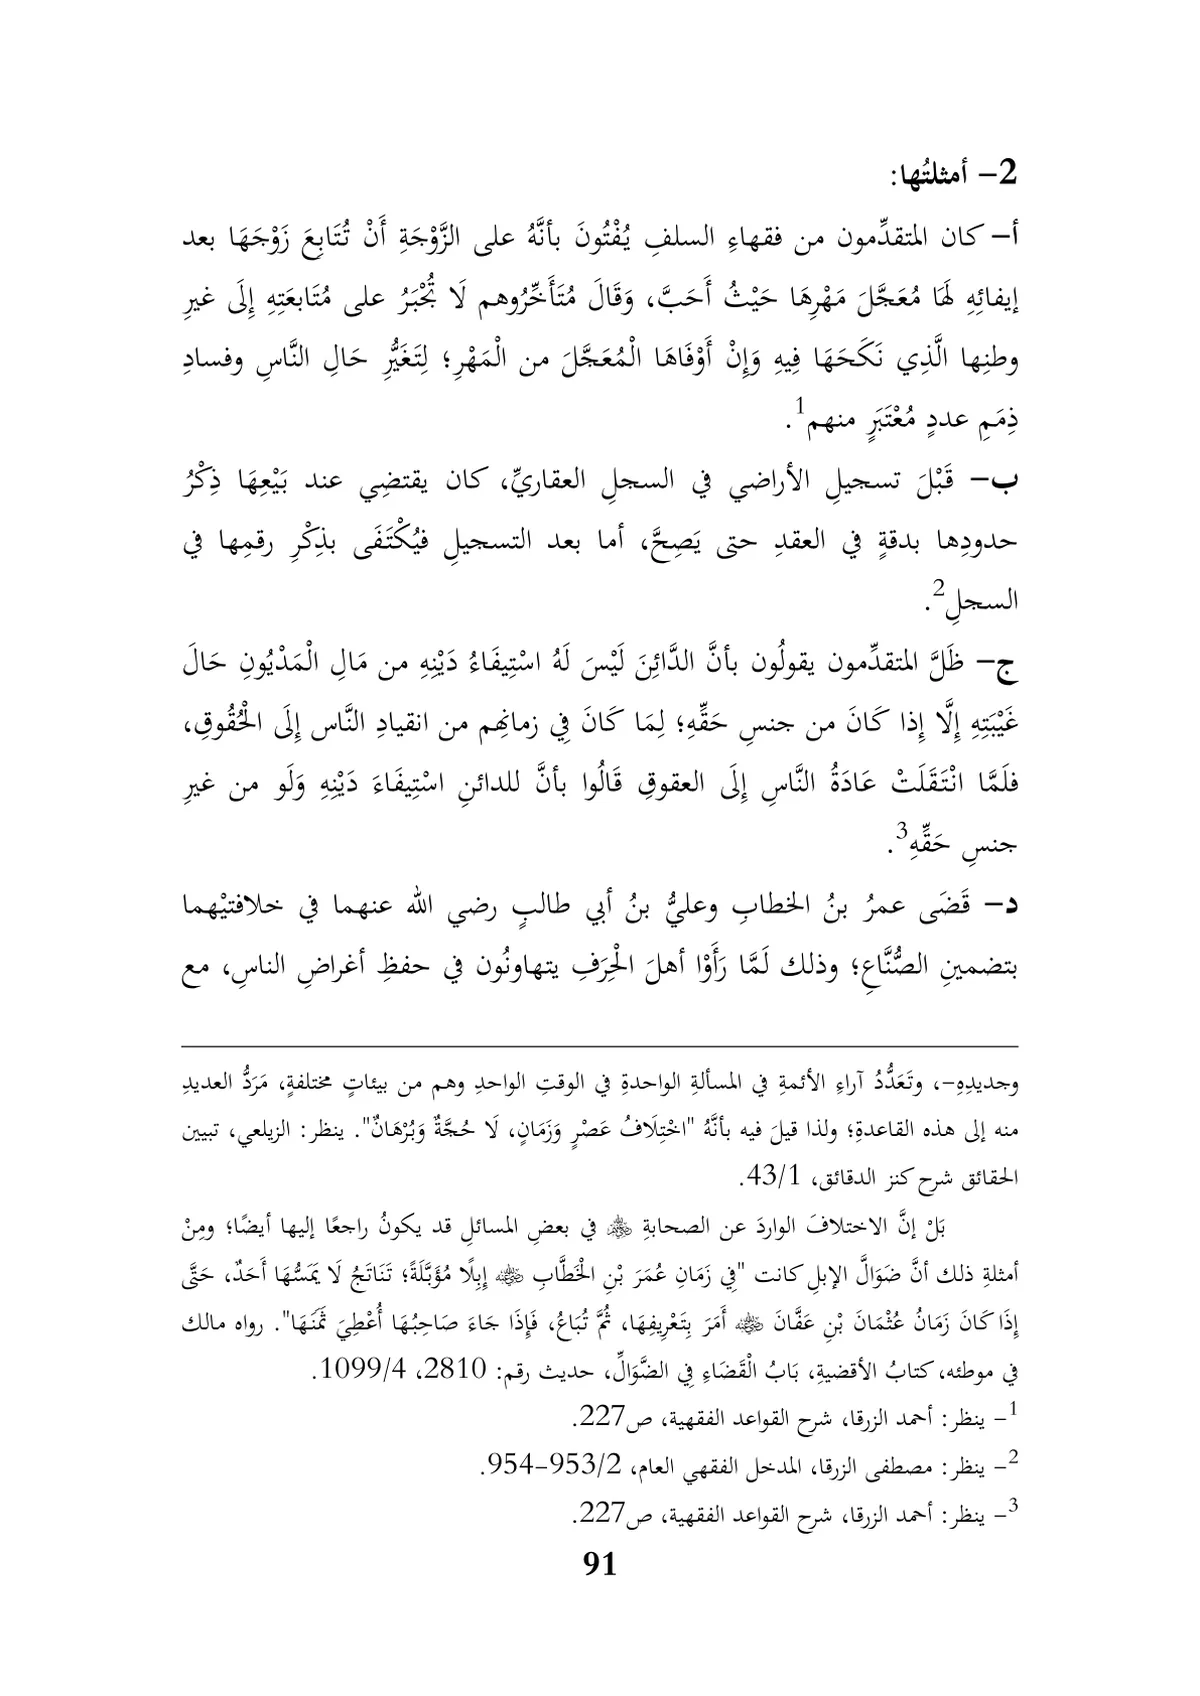 2- أمثلتُها:
أ- كان المتقدِّمون من فقهاءِ السلفِ يُفْتُونَ بأنَّهُ على الزَّوْجَةِ أَنْ تُتَابِعَ زَوْجَهَا بعد
إيفائِهِ لَهَا مُعَجَّلَ مَهْرِهَا حَيْثُ أَحَبَّ، وَقَالَ مُتَأَخِّرُوهم لَا تُجْبَرُ على مُتَابعَتِهِ إِلَى غيرِ
وطنِها الَّذِي نَكَحَهَا فِيهِ وَإِنْ أَوْفَاهَا الْمُعَجَّلَ من الْمَهْرِ؛ لِتَغَيُّرِ حَالِ النَّاسِ وفسادِ
ذِمَمِ عددٍ مُعْتَبَرٍ منهم1.
ب- قَبْلَ تسجيلِ الأراضي في السجلِ العقاريِّ، كان يقتضِي عند بَيْعِهَا ذِكْرُ
حدودِها بدقةٍ في العقدِ حتى يَصِحَّ، أما بعد التسجيلِ فيُكْتَفَى بذِكْرِ رقمِها في
السجلِ2.
ج- ظَلَّ المتقدِّمون يقولُون بأنَّ الدَّائِنَ لَيْسَ لَهُ اسْتِيفَاءُ دَيْنِهِ من مَالِ الْمَدْيُونِ حَالَ
غَيْبَتِهِ إِلَّا إِذا كَانَ من جنسِ حَقِّهِ؛ لِمَا كَانَ فِي زمانِهم من انقيادِ النَّاس إِلَى الْحُقُوقِ،
فلَمَّا انْتَقَلَتْ عَادَةُ النَّاسِ إِلَى العقوقِ قَالُوا بأنَّ للدائنِ اسْتِيفَاءَ دَيْنِهِ وَلَو من غيرِ
جنسِ حَقِّهِ3.
د- قَضَى عمرُ بنُ الخطابِ وعليُّ بنُ أبي طالبٍ رضي الله عنهما في خلافتيْهما
بتضمينِ الصُّنَّاعِ؛ وذلك لَمَّا رَأَوْا أهلَ الْحِرَفِ يتهاونُون في حفظِ أغراضِ الناسِ، مع
وجديدِهِ-، وتَعَدُّدُ آراءِ الأئمةِ في المسألةِ الواحدةِ في الوقتِ الواحدِ وهم من بيئاتٍ مختلفةٍ، مَرَدُّ العديدِ
منه إلى هذه القاعدةِ؛ ولذا قيلَ فيه بأنَّهُ "اخْتِلَافُ عَصْرٍ وَزَمَانٍ، لَا حُجَّةٌ وَبُرْهَانٌ". ينظر: الزيلعي، تبيين
الحقائق شرح كنز الدقائق، 43/1.
بَلْ إنَّ الاختلافَ الواردَ عن الصحابةِ ﷺ في بعضِ المسائلِ قد يكونُ راجعًا إليها أيضًا؛ ومِنْ
أمثلةِ ذلك أنَّ ضَوَالَّ الإبلِ كانت "فِي زَمَانِ عُمَرَ بْنِ الْخَطَّابِ ﷺ إِبِلًا مُؤَبَّلَةً؛ تَنَاتَجُ لَا يَمَسُّهَا أَحَدٌ، حَتَّى
إِذَا كَانَ زَمَانُ عُثْمَانَ بْنِ عَفَّانَ ﷺ أَمَرَ بِتَعْرِيفِهَا، ثُمَّ تُبَاعُ، فَإِذَا جَاءَ صَاحِبُهَا أُعْطِيَ ثَمَنَهَا". رواه مالك
في موطئه، كتابُ الأقضيةِ، بَابُ الْقَضَاءِ فِي الضَّوَالِّ، حديث رقم: 2810، 1099/4.
1- ينظر: أحمد الزرقا، شرح القواعد الفقهية، ص227.
2- ينظر: مصطفى الزرقا، المدخل الفقهي العام، 953/2-954.
3- ينظر: أحمد الزرقا، شرح القواعد الفقهية، ص227.
91